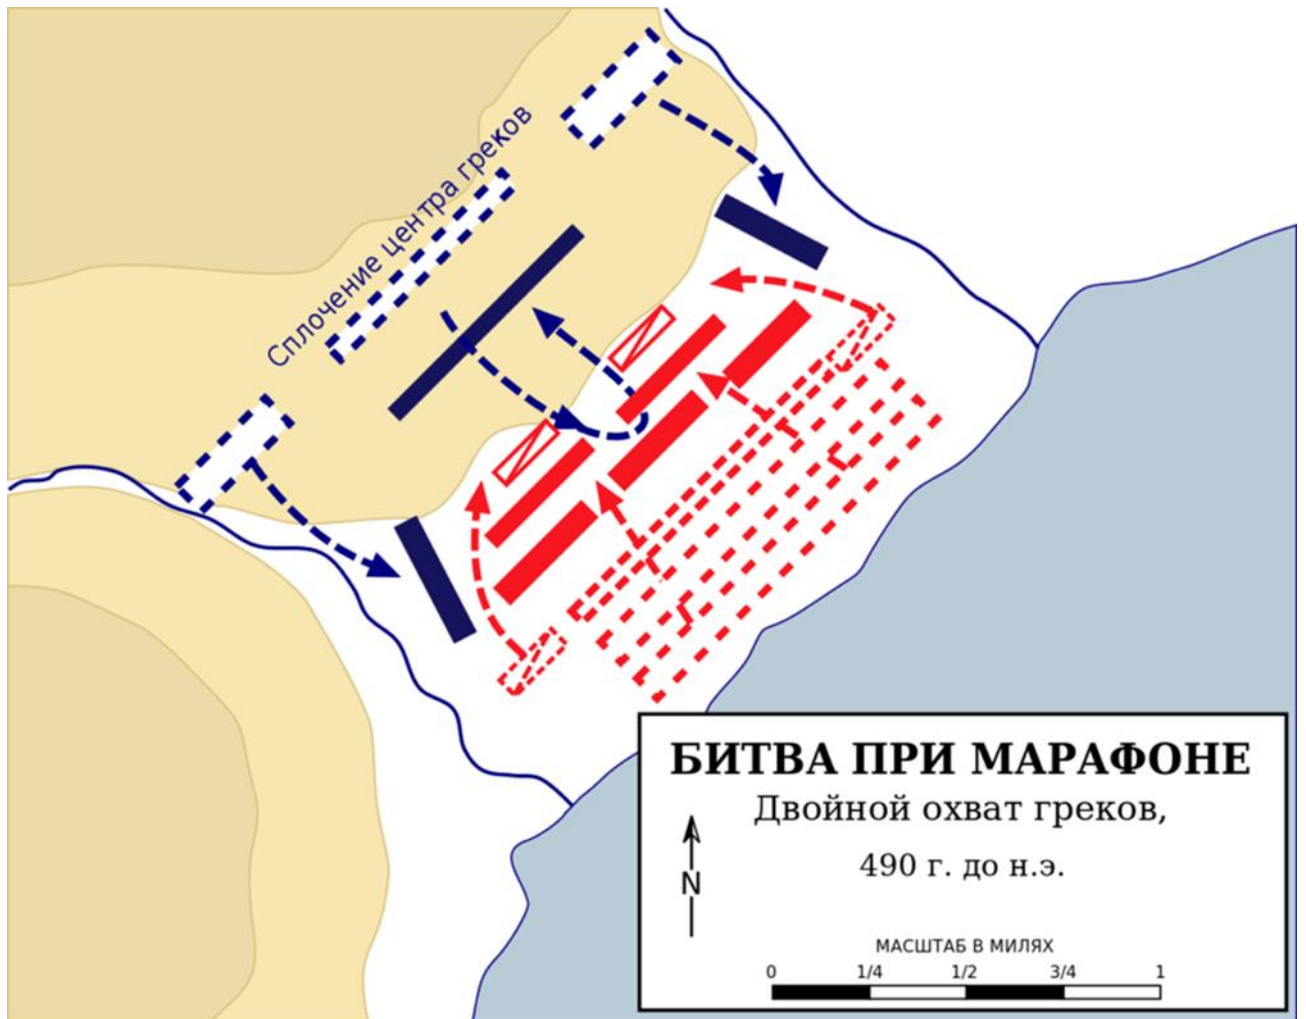 Сплочение центра греков
БИТВА ПРИ МАРАФОНЕ
Двойной охват греков,
490 г. до н.э.
N
МАСШТАБ В МИЛЯХ
0 1/4 1/2 3/4 1